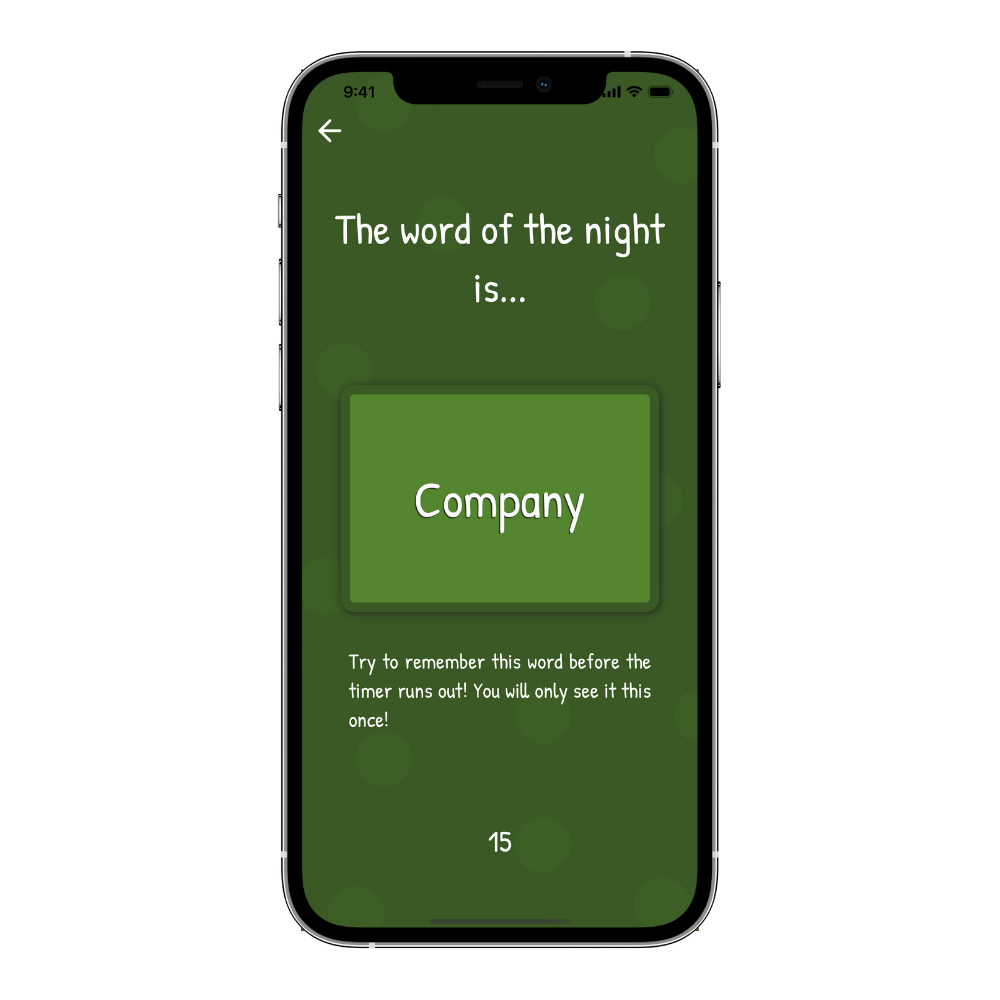 9:41
The word of the night
is...
Company
Try to remember this word before the
timer runs out! You will only see it this
once!
15